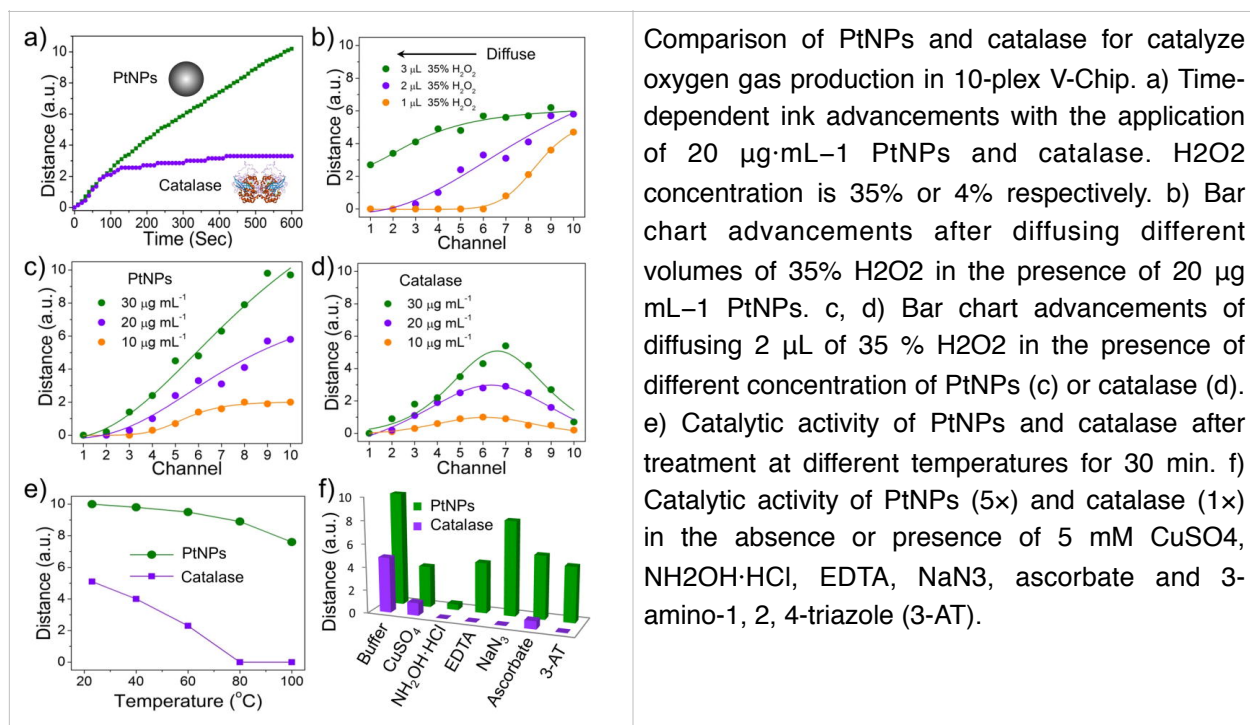 a)
10
8
6
4
2
0
Distance (a.u.)
PtNPs
Catalase
0 100 200 300 400 500 600
Time (Sec)
b)
10
8
6
4
2
0
Distance (a.u.)
Diffuse
3 µL 35% H₂O₂
2 µL 35% H₂O₂
1 µL 35% H₂O₂
1 2 3 4 5 6 7 8 9 10
Channel
c)
10
8
6
4
2
0
Distance (a.u.)
PtNPs
30 µg mL⁻¹
20 µg mL⁻¹
10 µg mL⁻¹
1 2 3 4 5 6 7 8 9 10
Channel
d)
10
8
6
4
2
0
Distance (a.u.)
Catalase
30 µg mL⁻¹
20 µg mL⁻¹
10 µg mL⁻¹
1 2 3 4 5 6 7 8 9 10
Channel
e)
10
8
6
4
2
0
Distance (a.u.)
PtNPs
Catalase
20 40 60 80 100
Temperature (°C)
f)
10
8
6
4
2
0
Distance (a.u.)
PtNPs
Catalase
Buffer
CuSO₄
NH₂OH·HCl
EDTA
NaN₃
Ascorbate
3-AT
Comparison of PtNPs and catalase for catalyze
oxygen gas production in 10-plex V-Chip. a) Time-
dependent ink advancements with the application
of 20 µg·mL−1 PtNPs and catalase. H2O2
concentration is 35% or 4% respectively. b) Bar
chart advancements after diffusing different
volumes of 35% H2O2 in the presence of 20 µg
mL−1 PtNPs. c, d) Bar chart advancements of
diffusing 2 µL of 35 % H2O2 in the presence of
different concentration of PtNPs (c) or catalase (d).
e) Catalytic activity of PtNPs and catalase after
treatment at different temperatures for 30 min. f)
Catalytic activity of PtNPs (5×) and catalase (1×)
in the absence or presence of 5 mM CuSO4,
NH2OH·HCl, EDTA, NaN3, ascorbate and 3-
amino-1, 2, 4-triazole (3-AT).